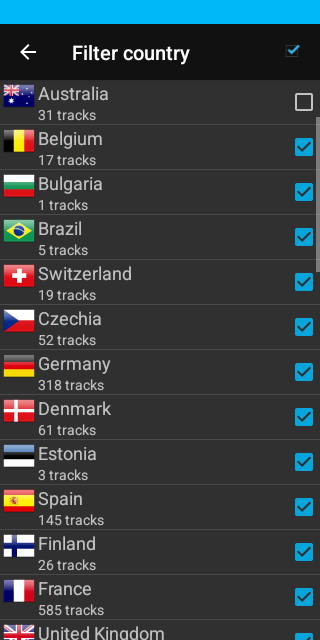 Filter country
Australia
31 tracks
Belgium
17 tracks
Bulgaria
1 tracks
Brazil
5 tracks
Switzerland
19 tracks
Czechia
52 tracks
Germany
318 tracks
Denmark
61 tracks
Estonia
3 tracks
Spain
145 tracks
Finland
26 tracks
France
585 tracks
United Kingdom